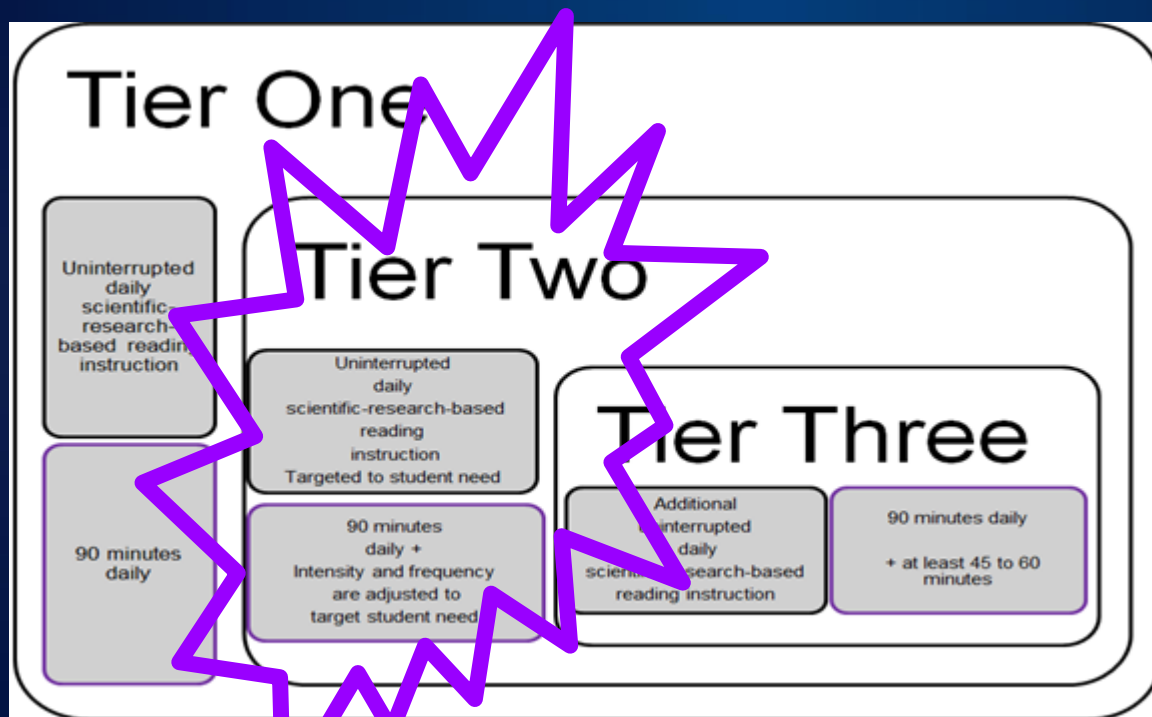 Tier One
Uninterrupted
daily
scientific-
research-
based reading
instruction
90 minutes
daily
Tier Two
Uninterrupted
daily
scientific-research-based
reading
instruction
Targeted to student need
90 minutes
daily +
Intensity and frequency
are adjusted to
target student need
Tier Three
Additional
uninterrupted
daily
scientific-research-based
reading instruction
90 minutes daily
+ at least 45 to 60
minutes